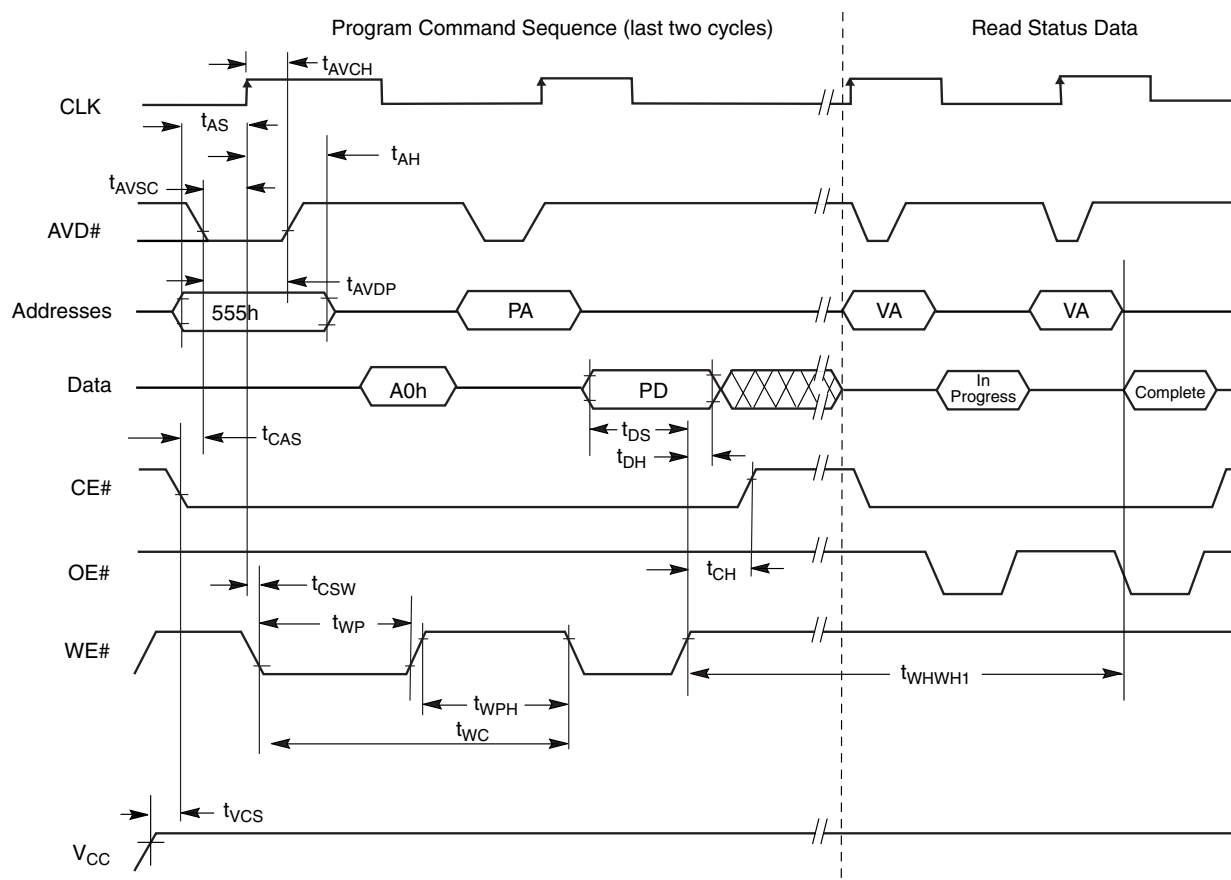 Program Command Sequence (last two cycles)
Read Status Data
tAVCH
CLK
tAS
tAH
tAVSC
AVD#
tAVDP
Addresses
555h
PA
VA
VA
Data
A0h
PD
In
Progress
Complete
tCAS
tDS
tDH
CE#
OE#
tCSW
tCH
tWP
WE#
tWHWH1
tWPH
tWC
tVCS
VCC